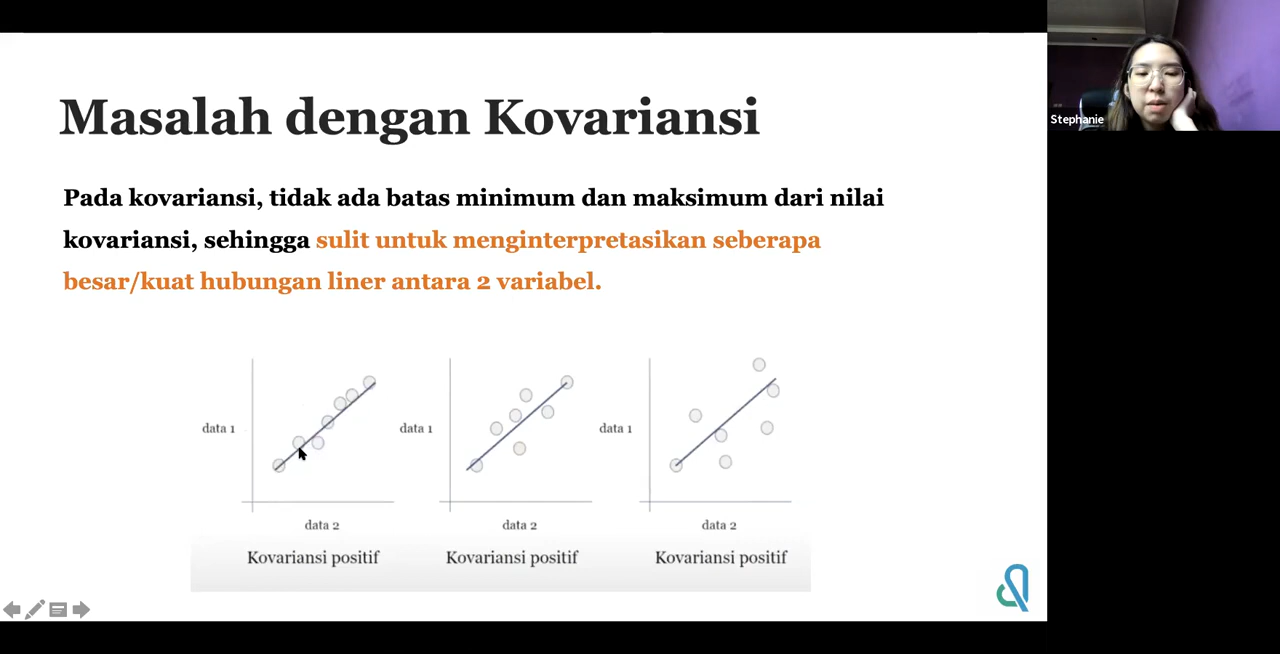 Masalah dengan Kovariansi
Stephanie
Pada kovariansi, tidak ada batas minimum dan maksimum dari nilai
kovariansi, sehingga sulit untuk menginterpretasikan seberapa
besar/kuat hubungan liner antara 2 variabel.
data 1
data 1
data 1
data 2
data 2
data 2
Kovariansi positif
Kovariansi positif
Kovariansi positif